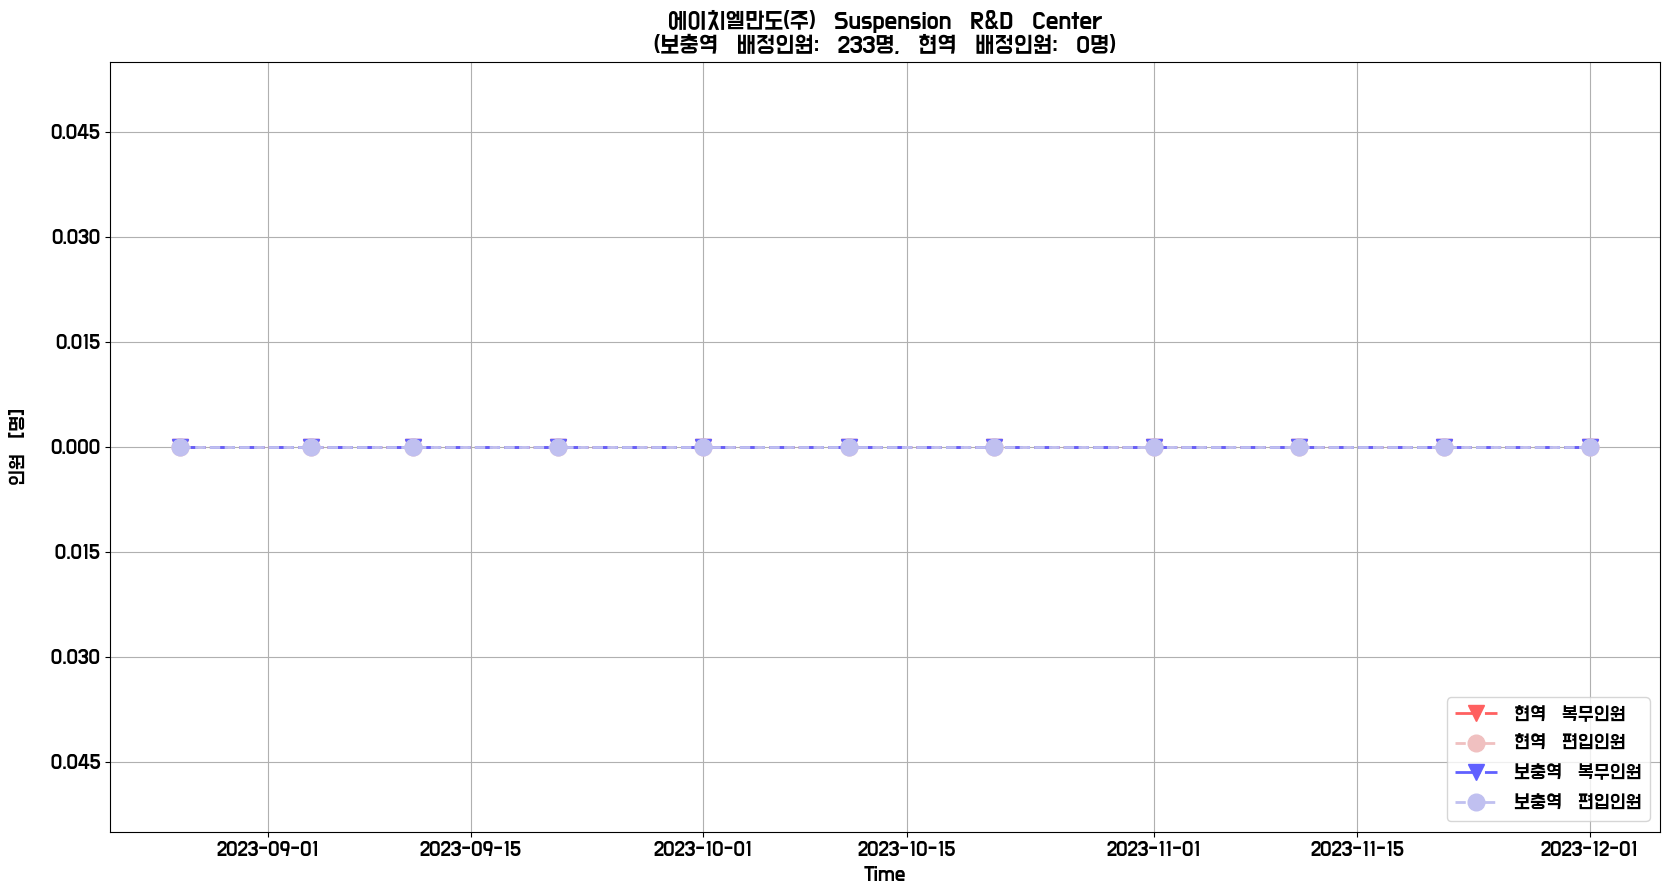 에이치엘만도(주) Suspension R&D Center
(보충역 배정인원: 233명, 현역 배정인원: 0명)
0.045
0.030
0.015
0.000
0.015
0.030
0.045
인원 [명]
2023-09-01 2023-09-15 2023-10-01 2023-10-15 2023-11-01 2023-11-15 2023-12-01
Time
현역 복무인원
현역 편입인원
보충역 복무인원
보충역 편입인원